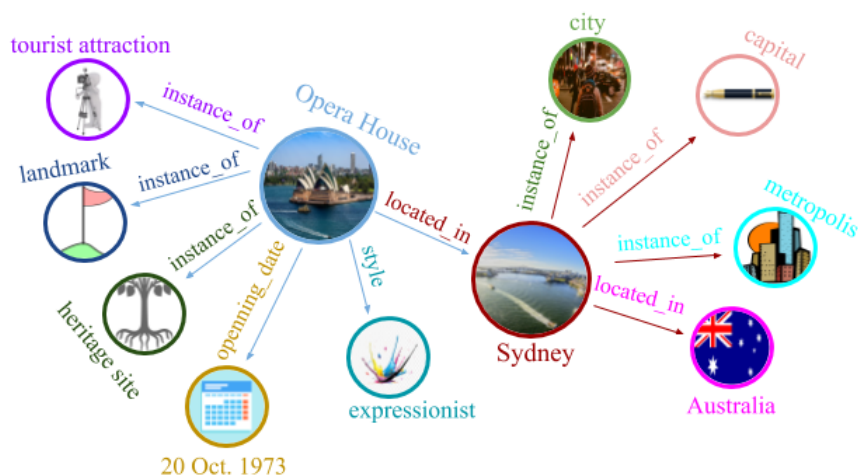 tourist attraction
instance_of
Opera House
landmark
instance_of
heritage site
instance_of
openning_date
20 Oct. 1973
style
expressionist
located_in
Sydney
instance_of
city
instance_of
capital
instance_of
metropolis
located_in
Australia